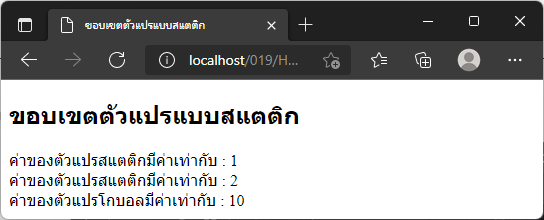 ขอบเขตตัวแปรแบบสแตติก
localhost/019/H...
ขอบเขตตัวแปรแบบสแตติก
ค่าของตัวแปรสแตติกมีค่าเท่ากับ : 1
ค่าของตัวแปรสแตติกมีค่าเท่ากับ : 2
ค่าของตัวแปรโกบอลมีค่าเท่ากับ : 10